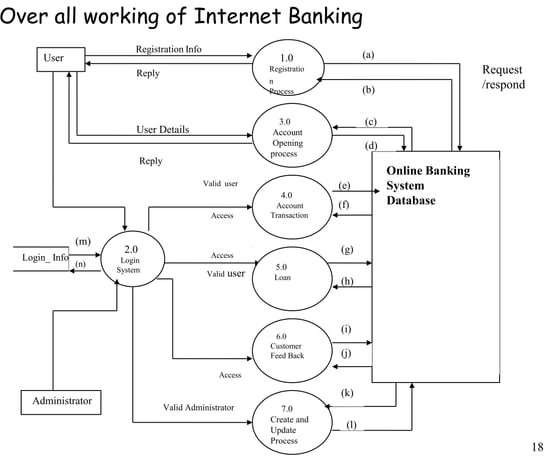 Over all working of Internet Banking
User
Registration Info
Reply
1.0
Registratio
n
Process
(a)
(b)
Request
/respond
User Details
Reply
3.0
Account
Opening
process
(c)
(d)
Online Banking
System
Database
Valid user
Access
4.0
Account
Transaction
(e)
(f)
Login_ Info
(m)
(n)
2.0
Login
System
Access
Valid user
5.0
Loan
(g)
(h)
6.0
Customer
Feed Back
(i)
(j)
Access
Administrator
Valid Administrator
7.0
Create and
Update
Process
(k)
(l)
18